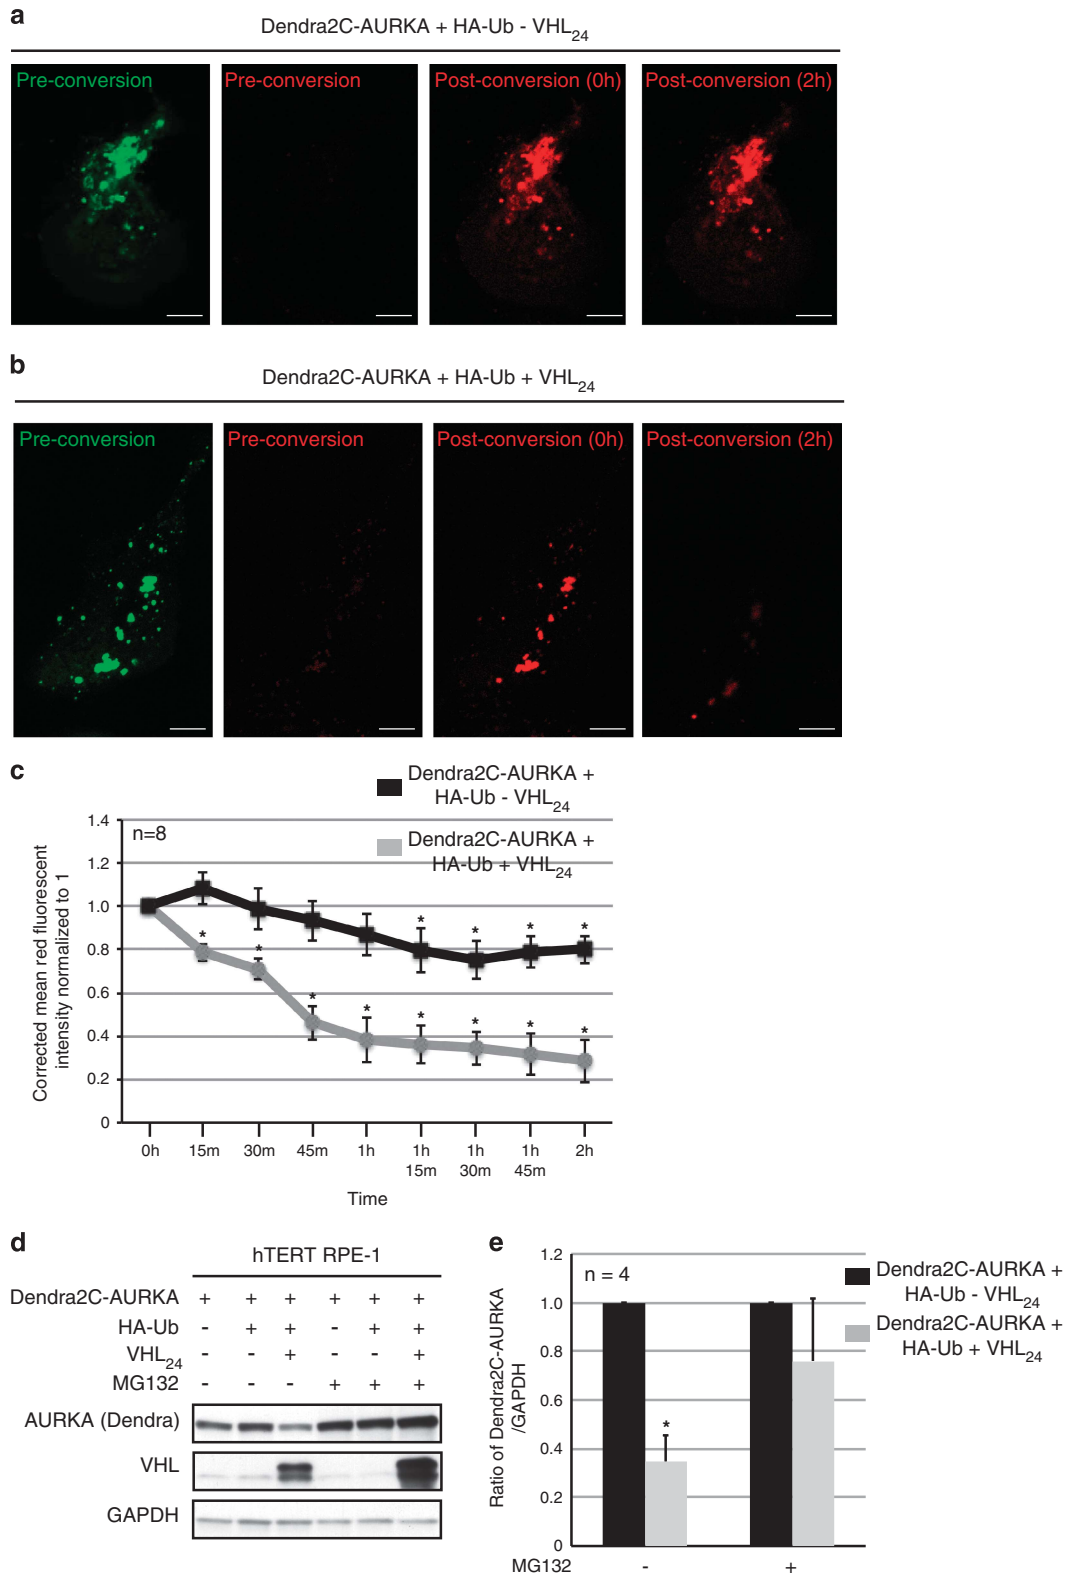 a
Dendra2C-AURKA + HA-Ub - VHL24
Pre-conversion
Pre-conversion
Post-conversion (0h)
Post-conversion (2h)
b
Dendra2C-AURKA + HA-Ub + VHL24
Pre-conversion
Pre-conversion
Post-conversion (0h)
Post-conversion (2h)
c
Dendra2C-AURKA +
HA-Ub - VHL24
Dendra2C-AURKA +
HA-Ub + VHL24
n=8
Corrected mean red fluorescent
intensity normalized to 1
1.4
1.2
1.0
0.8
0.6
0.4
0.2
0
* * * *
* * * * * * * *
0h 15m 30m 45m 1h 1h 15m 1h 30m 1h 45m 2h
Time
d
hTERT RPE-1
Dendra2C-AURKA + + + + + +
HA-Ub - + + - + +
VHL24 - - + - - +
MG132 - - - + + +
AURKA (Dendra)
VHL
GAPDH
e
n = 4
Dendra2C-AURKA +
HA-Ub - VHL24
Dendra2C-AURKA +
HA-Ub + VHL24
Ratio of Dendra2C-AURKA
/GAPDH
1.2
1.0
0.8
0.6
0.4
0.2
0
*
MG132 - +